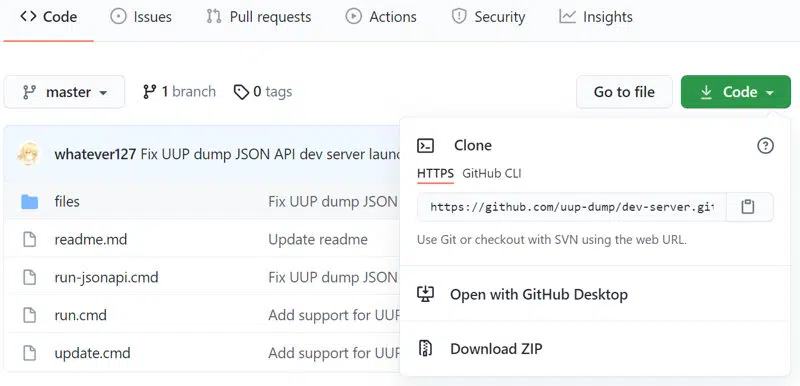 Code Issues Pull requests Actions Security Insights
master 1 branch 0 tags Go to file Code
whatever127 Fix UUP dump JSON API dev server laun
files Fix UUP dump JSON
readme.md Update readme
run-jsonapi.cmd Fix UUP dump JSON
run.cmd Add support for UUP
update.cmd Add support for UUP
Clone
HTTPS GitHub CLI
https://github.com/uup-dump/dev-server.git
Use Git or checkout with SVN using the web URL.
Open with GitHub Desktop
Download ZIP